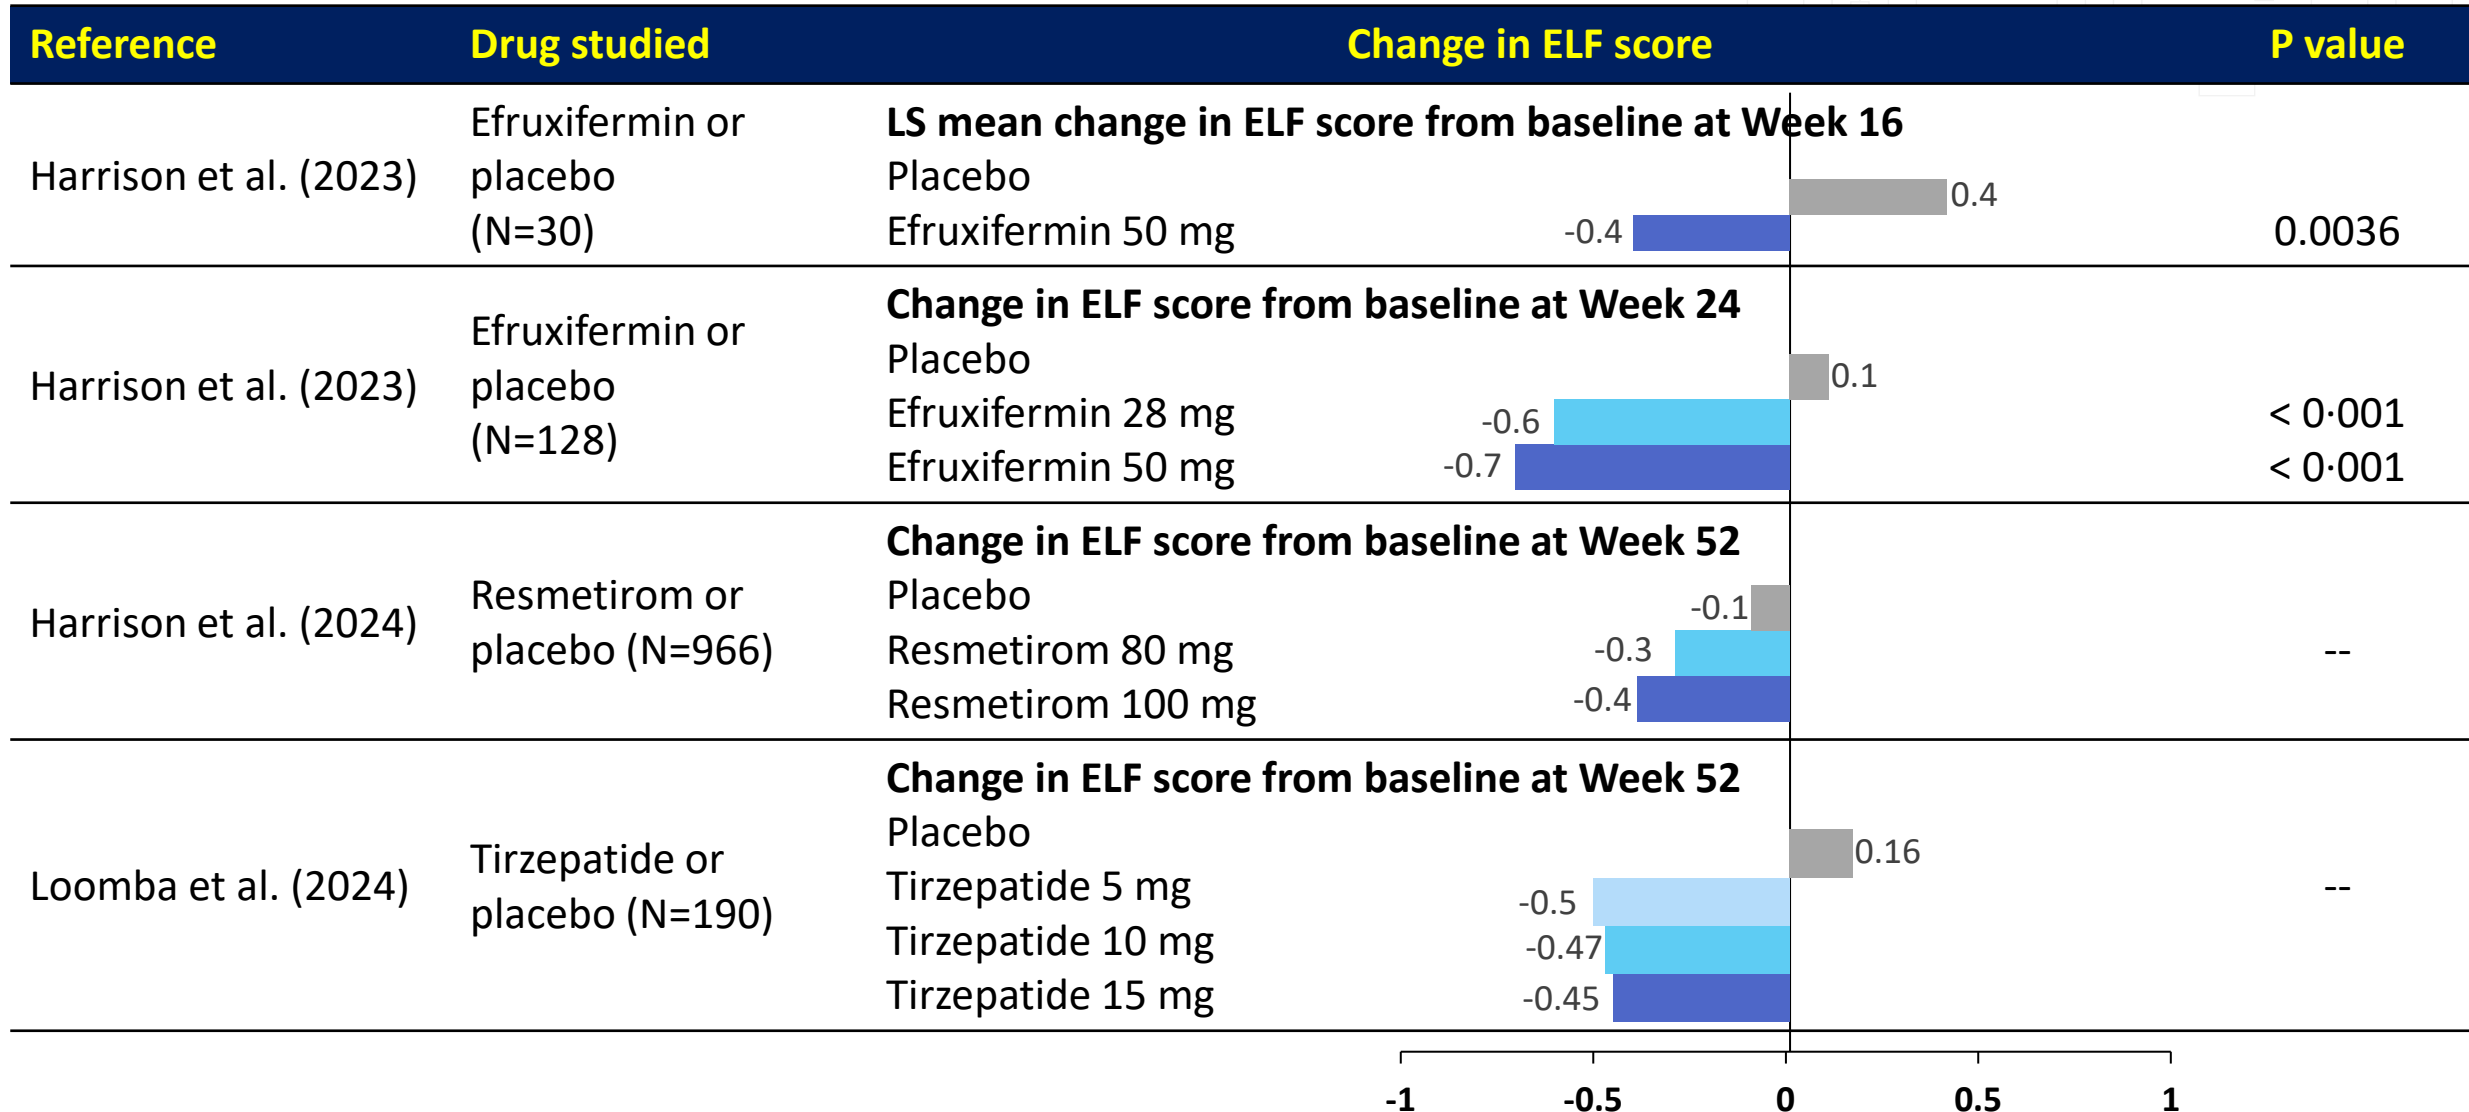 Reference Drug studied Change in ELF score P value
Harrison et al. (2023)
Efruxifermin or
placebo
(N=30)
LS mean change in ELF score from baseline at Week 16
Placebo 0.4
Efruxifermin 50 mg -0.4 0.0036
Harrison et al. (2023)
Efruxifermin or
placebo
(N=128)
Change in ELF score from baseline at Week 24
Placebo 0.1
Efruxifermin 28 mg -0.6 < 0·001
Efruxifermin 50 mg -0.7 < 0·001
Harrison et al. (2024)
Resmetirom or
placebo (N=966)
Change in ELF score from baseline at Week 52
Placebo -0.1
Resmetirom 80 mg -0.3 --
Resmetirom 100 mg -0.4
Loomba et al. (2024)
Tirzepatide or
placebo (N=190)
Change in ELF score from baseline at Week 52
Placebo 0.16
Tirzepatide 5 mg -0.5 --
Tirzepatide 10 mg -0.47
Tirzepatide 15 mg -0.45
-1 -0.5 0 0.5 1